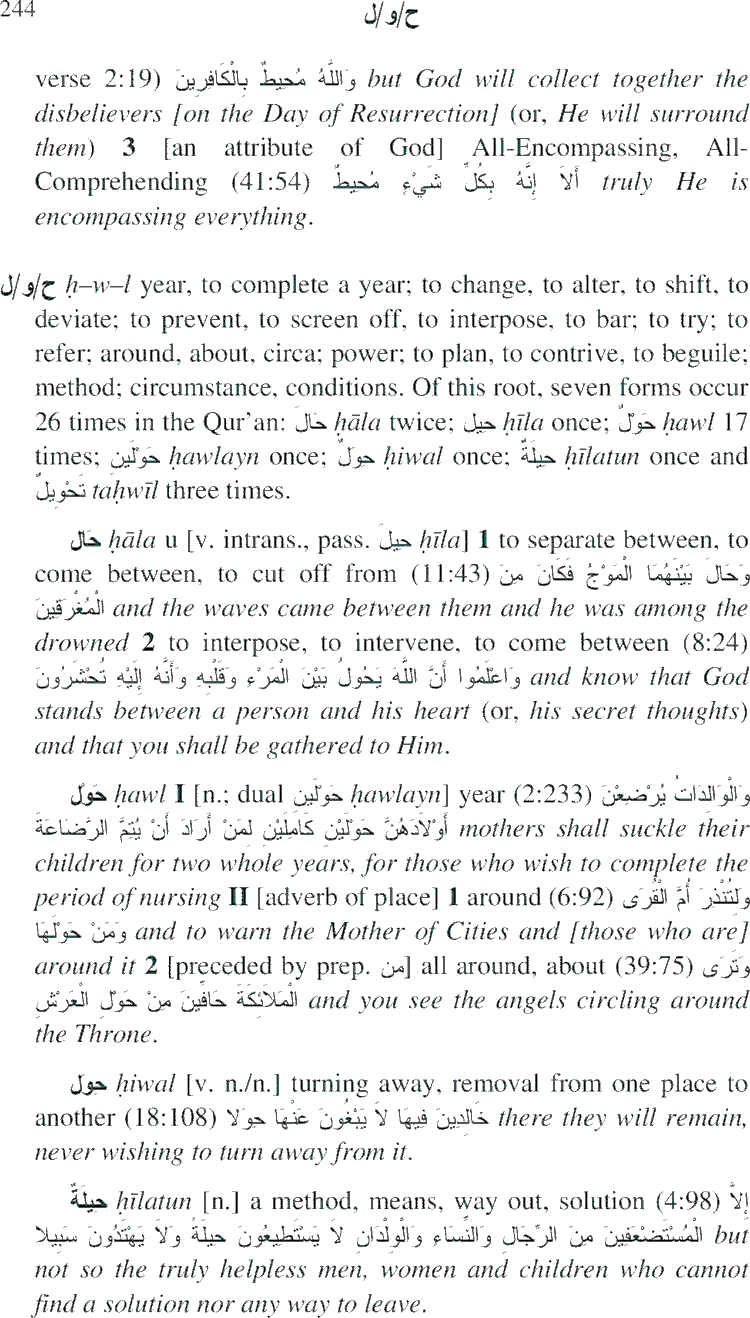 244 ح/و/ل
verse 2:19) وَاللَّهُ مُحيطٌ بِالْكَافِرِينَ but God will collect together the
disbelievers [on the Day of Resurrection] (or, He will surround
them) 3 [an attribute of God] All-Encompassing, All-
Comprehending (41:54) أَلاَ إِنَّهُ بِكُلِّ شَيْءٍ مُحيطٌ truly He is
encompassing everything.
ح/و/ل ḥ–w–l year, to complete a year; to change, to alter, to shift, to
deviate; to prevent, to screen off, to interpose, to bar; to try; to
refer; around, about, circa; power; to plan, to contrive, to beguile;
method; circumstance, conditions. Of this root, seven forms occur
26 times in the Qur'an: حَالَ ḥāla twice; حيل ḥīla once; حَوْلٌ ḥawl 17
times; حَوْلَيْنِ ḥawlayn once; حِوَلٌ ḥiwal once; حيلَةٌ ḥīlatun once and
تَحْوِيلٌ taḥwīl three times.
حَال ḥāla u [v. intrans., pass. حيلَ ḥīla] 1 to separate between, to
come between, to cut off from (11:43) وَحَالَ بَيْنَهُمَا الْمَوْجُ فَكَانَ مِنَ
الْمُغْرَقِينَ and the waves came between them and he was among the
drowned 2 to interpose, to intervene, to come between (8:24)
وَاعْلَمُوا أَنَّ اللَّهَ يَحُولُ بَيْنَ الْمَرْءِ وَقَلْبِهِ وَأَنَّهُ إِلَيْهِ تُحْشَرُونَ and know that God
stands between a person and his heart (or, his secret thoughts)
and that you shall be gathered to Him.
حَوْل ḥawl I [n.; dual حَوْلَيْنِ ḥawlayn] year (2:233) وَالْوَالِدَاتُ يُرْضِعْنَ
أَوْلاَدَهُنَّ حَوْلَيْنِ كَامِلَيْنِ لِمَنْ أَرَادَ أَنْ يُتِمَّ الرَّضَاعَةَ mothers shall suckle their
children for two whole years, for those who wish to complete the
period of nursing II [adverb of place] 1 around (6:92) وَلِتُنْذِرَ أُمَّ الْقُرَى
وَمَنْ حَوْلَهَا and to warn the Mother of Cities and [those who are]
around it 2 [preceded by prep. من] all around, about (39:75) وَتَرَى
الْمَلاَئِكَةَ حَافِّينَ مِنْ حَوْلِ الْعَرْشِ and you see the angels circling around
the Throne.
حِوَل ḥiwal [v. n./n.] turning away, removal from one place to
another (18:108) خَالِدِينَ فِيهَا لاَ يَبْغُونَ عَنْهَا حِوَلا there they will remain,
never wishing to turn away from it.
حيلَةٌ ḥīlatun [n.] a method, means, way out, solution (4:98) إِلاَّ
الْمُسْتَضْعَفِينَ مِنَ الرِّجَالِ وَالنِّسَاءِ وَالْوِلْدَانِ لاَ يَسْتَطِيعُونَ حيلَةً وَلاَ يَهْتَدُونَ سَبِيلا but
not so the truly helpless men, women and children who cannot
find a solution nor any way to leave.